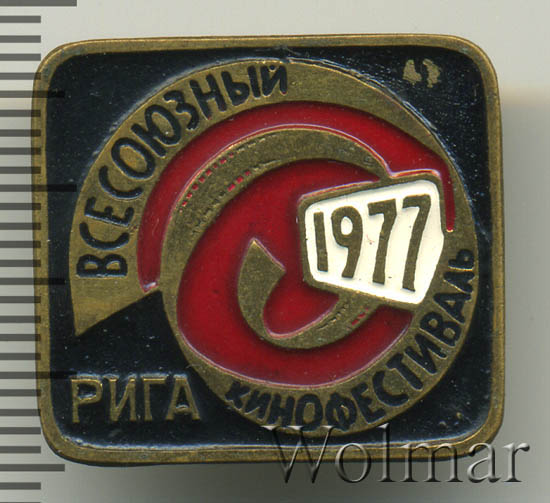 ВСЕСОЮЗНЫЙ
1977
КИНОФЕСТИВАЛЬ
РИГА
Wolmar